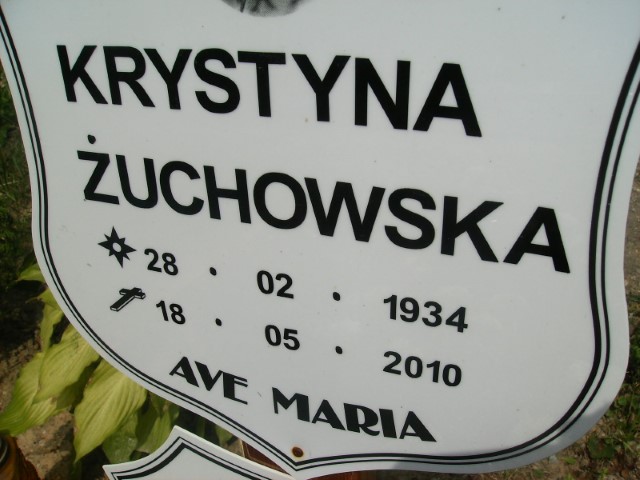 KRYSTYNA
ŻUCHOWSKA
28 . 02 . 1934
18 . 05 . 2010
AVE MARIA